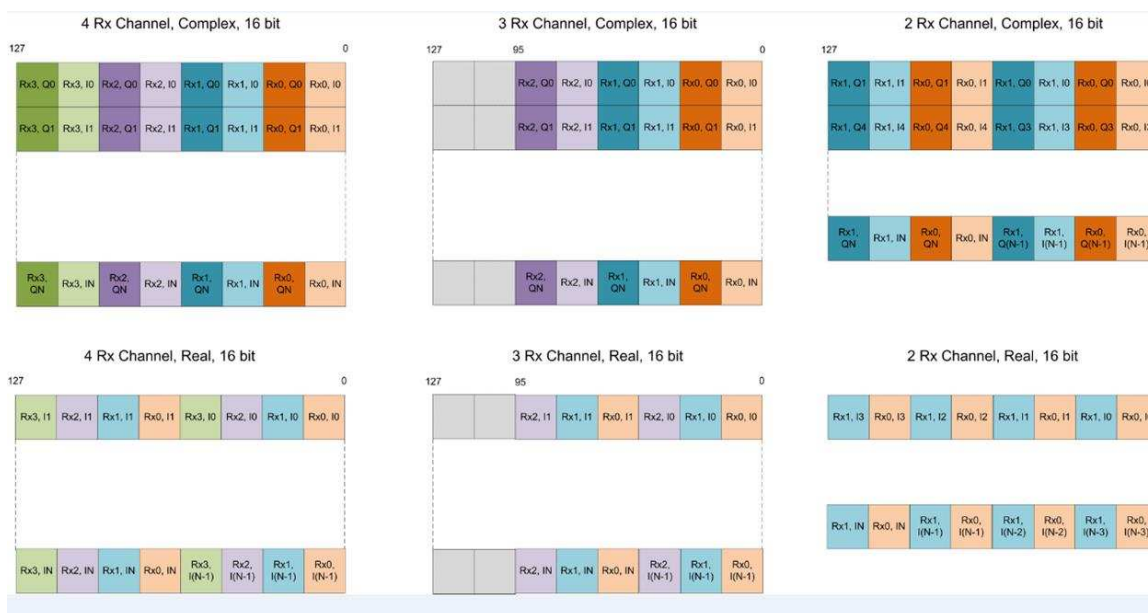 4 Rx Channel, Complex, 16 bit
127 0
Rx3, Q0 Rx3, I0 Rx2, Q0 Rx2, I0 Rx1, Q0 Rx1, I0 Rx0, Q0 Rx0, I0
Rx3, Q1 Rx3, I1 Rx2, Q1 Rx2, I1 Rx1, Q1 Rx1, I1 Rx0, Q1 Rx0, I1
Rx3, QN Rx3, IN Rx2, QN Rx2, IN Rx1, QN Rx1, IN Rx0, QN Rx0, IN
3 Rx Channel, Complex, 16 bit
127 95 0
Rx2, Q0 Rx2, I0 Rx1, Q0 Rx1, I0 Rx0, Q0 Rx0, I0
Rx2, Q1 Rx2, I1 Rx1, Q1 Rx1, I1 Rx0, Q1 Rx0, I1
Rx2, QN Rx2, IN Rx1, QN Rx1, IN Rx0, QN Rx0, IN
2 Rx Channel, Complex, 16 bit
127
Rx1, Q1 Rx1, I1 Rx0, Q1 Rx0, I1 Rx1, Q0 Rx1, I0 Rx0, Q0 Rx0,
Rx1, Q4 Rx1, I4 Rx0, Q4 Rx0, I4 Rx1, Q3 Rx1, I3 Rx0, Q3 Rx0,
Rx1, QN Rx1, IN Rx0, QN Rx0, IN Rx1, Q(N-1) Rx1, I(N-1) Rx0, Q(N-1) Rx0, I(N-1)
4 Rx Channel, Real, 16 bit
127 0
Rx3, I1 Rx2, I1 Rx1, I1 Rx0, I1 Rx3, I0 Rx2, I0 Rx1, I0 Rx0, I0
Rx3, IN Rx2, IN Rx1, IN Rx0, IN Rx3, I(N-1) Rx2, I(N-1) Rx1, I(N-1) Rx0, I(N-1)
3 Rx Channel, Real, 16 bit
127 95 0
Rx2, I1 Rx1, I1 Rx0, I1 Rx2, I0 Rx1, I0 Rx0, I0
Rx2, IN Rx1, IN Rx0, IN Rx2, I(N-1) Rx1, I(N-1) Rx0, I(N-1)
2 Rx Channel, Real, 16 bit
Rx1, I3 Rx0, I3 Rx1, I2 Rx0, I2 Rx1, I1 Rx0, I1 Rx1, I0 Rx0,
Rx1, IN Rx0, IN Rx1, I(N-1) Rx0, I(N-1) Rx1, I(N-2) Rx0, I(N-2) Rx1, I(N-3) Rx0, I(N-3)